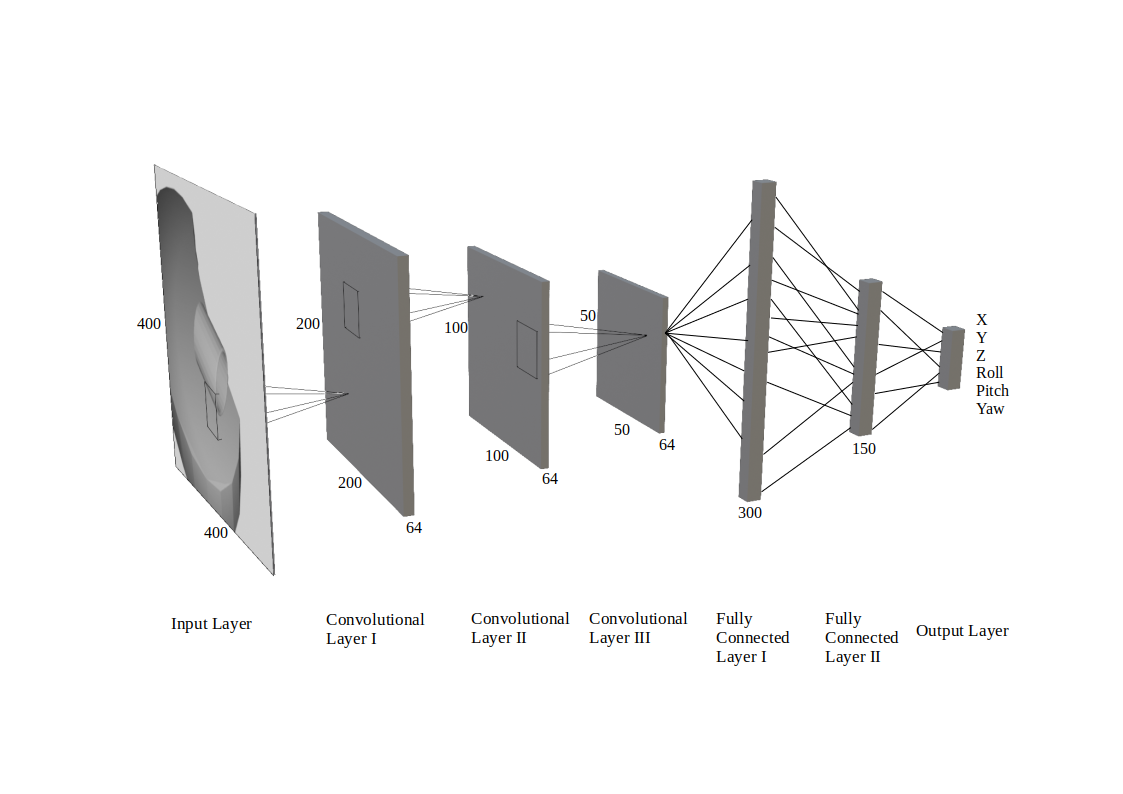 400
400
200
200
64
100
100
64
50
50
64
300
150
X
Y
Z
Roll
Pitch
Yaw
Input Layer
Convolutional
Layer I
Convolutional
Layer II
Convolutional
Layer III
Fully
Connected
Layer I
Fully
Connected
Layer II
Output Layer